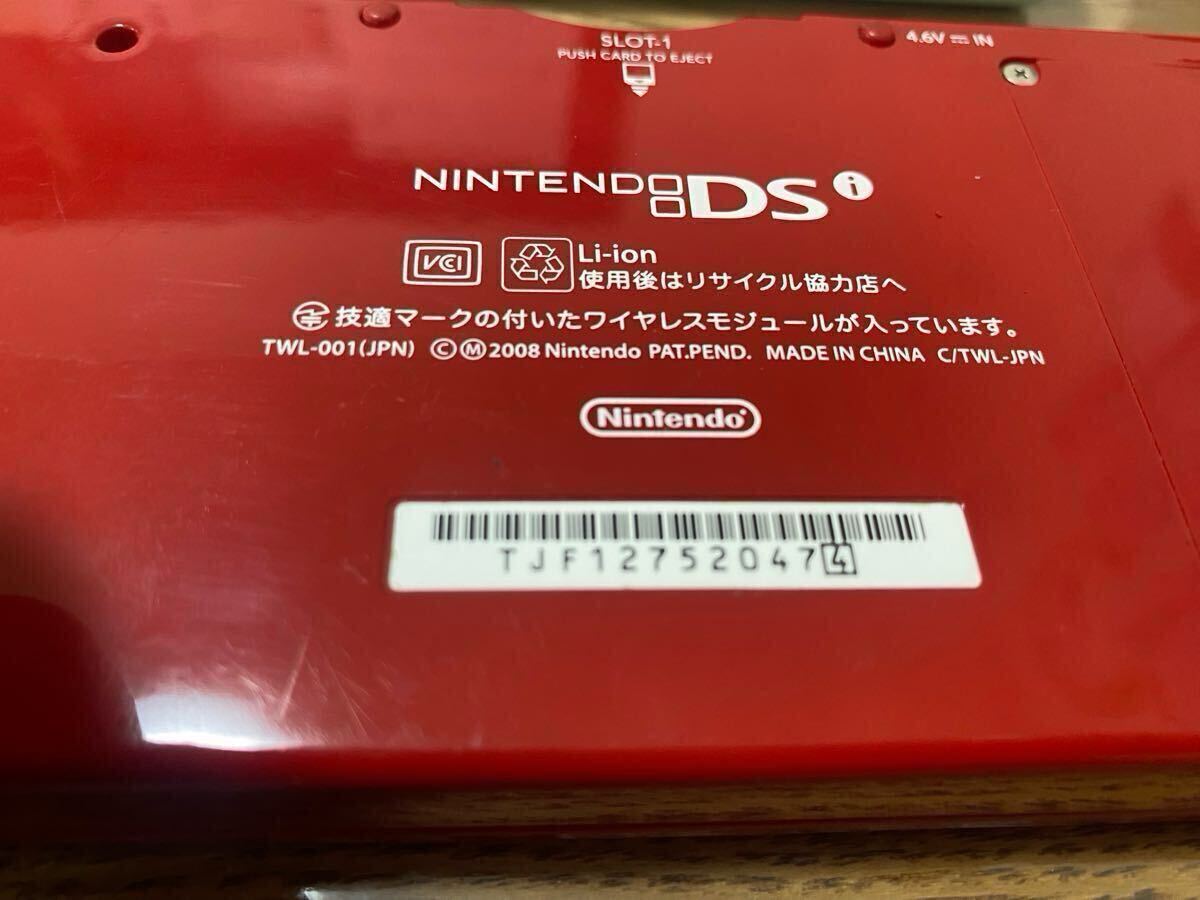 SLOT-1
PUSH CARD TO EJECT
4.6V ⎓ IN
NINTENDO DSi
VCI
Li-ion
使用後はリサイクル協力店へ
技適マークの付いたワイヤレスモジュールが入っています。
TWL-001(JPN) ©Ⓜ2008 Nintendo PAT.PEND. MADE IN CHINA C/TWL-JPN
Nintendo
TJF127520474